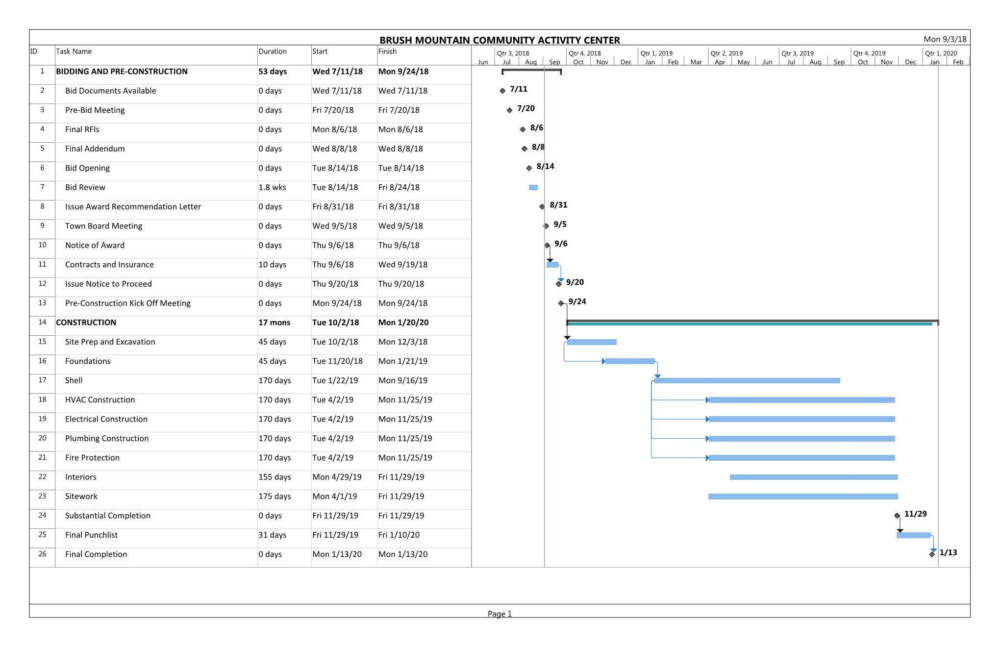 BRUSH MOUNTAIN COMMUNITY ACTIVITY CENTER Mon 9/3/18
ID Task Name Duration Start Finish
Qtr 3, 2018 Qtr 4, 2018 Qtr 1, 2019 Qtr 2, 2019 Qtr 3, 2019 Qtr 4, 2019 Qtr 1, 2020
Jun Jul Aug Sep Oct Nov Dec Jan Feb Mar Apr May Jun Jul Aug Sep Oct Nov Dec Jan Feb
1 BIDDING AND PRE-CONSTRUCTION 53 days Wed 7/11/18 Mon 9/24/18
2 Bid Documents Available 0 days Wed 7/11/18 Wed 7/11/18 7/11
3 Pre-Bid Meeting 0 days Fri 7/20/18 Fri 7/20/18 7/20
4 Final RFIs 0 days Mon 8/6/18 Mon 8/6/18 8/6
5 Final Addendum 0 days Wed 8/8/18 Wed 8/8/18 8/8
6 Bid Opening 0 days Tue 8/14/18 Tue 8/14/18 8/14
7 Bid Review 1.8 wks Tue 8/14/18 Fri 8/24/18
8 Issue Award Recommendation Letter 0 days Fri 8/31/18 Fri 8/31/18 8/31
9 Town Board Meeting 0 days Wed 9/5/18 Wed 9/5/18 9/5
10 Notice of Award 0 days Thu 9/6/18 Thu 9/6/18 9/6
11 Contracts and Insurance 10 days Thu 9/6/18 Wed 9/19/18
12 Issue Notice to Proceed 0 days Thu 9/20/18 Thu 9/20/18 9/20
13 Pre-Construction Kick Off Meeting 0 days Mon 9/24/18 Mon 9/24/18 9/24
14 CONSTRUCTION 17 mons Tue 10/2/18 Mon 1/20/20
15 Site Prep and Excavation 45 days Tue 10/2/18 Mon 12/3/18
16 Foundations 45 days Tue 11/20/18 Mon 1/21/19
17 Shell 170 days Tue 1/22/19 Mon 9/16/19
18 HVAC Construction 170 days Tue 4/2/19 Mon 11/25/19
19 Electrical Construction 170 days Tue 4/2/19 Mon 11/25/19
20 Plumbing Construction 170 days Tue 4/2/19 Mon 11/25/19
21 Fire Protection 170 days Tue 4/2/19 Mon 11/25/19
22 Interiors 155 days Mon 4/29/19 Fri 11/29/19
23 Sitework 175 days Mon 4/1/19 Fri 11/29/19
24 Substantial Completion 0 days Fri 11/29/19 Fri 11/29/19 11/29
25 Final Punchlist 31 days Fri 11/29/19 Fri 1/10/20
26 Final Completion 0 days Mon 1/13/20 Mon 1/13/20 1/13
Page 1